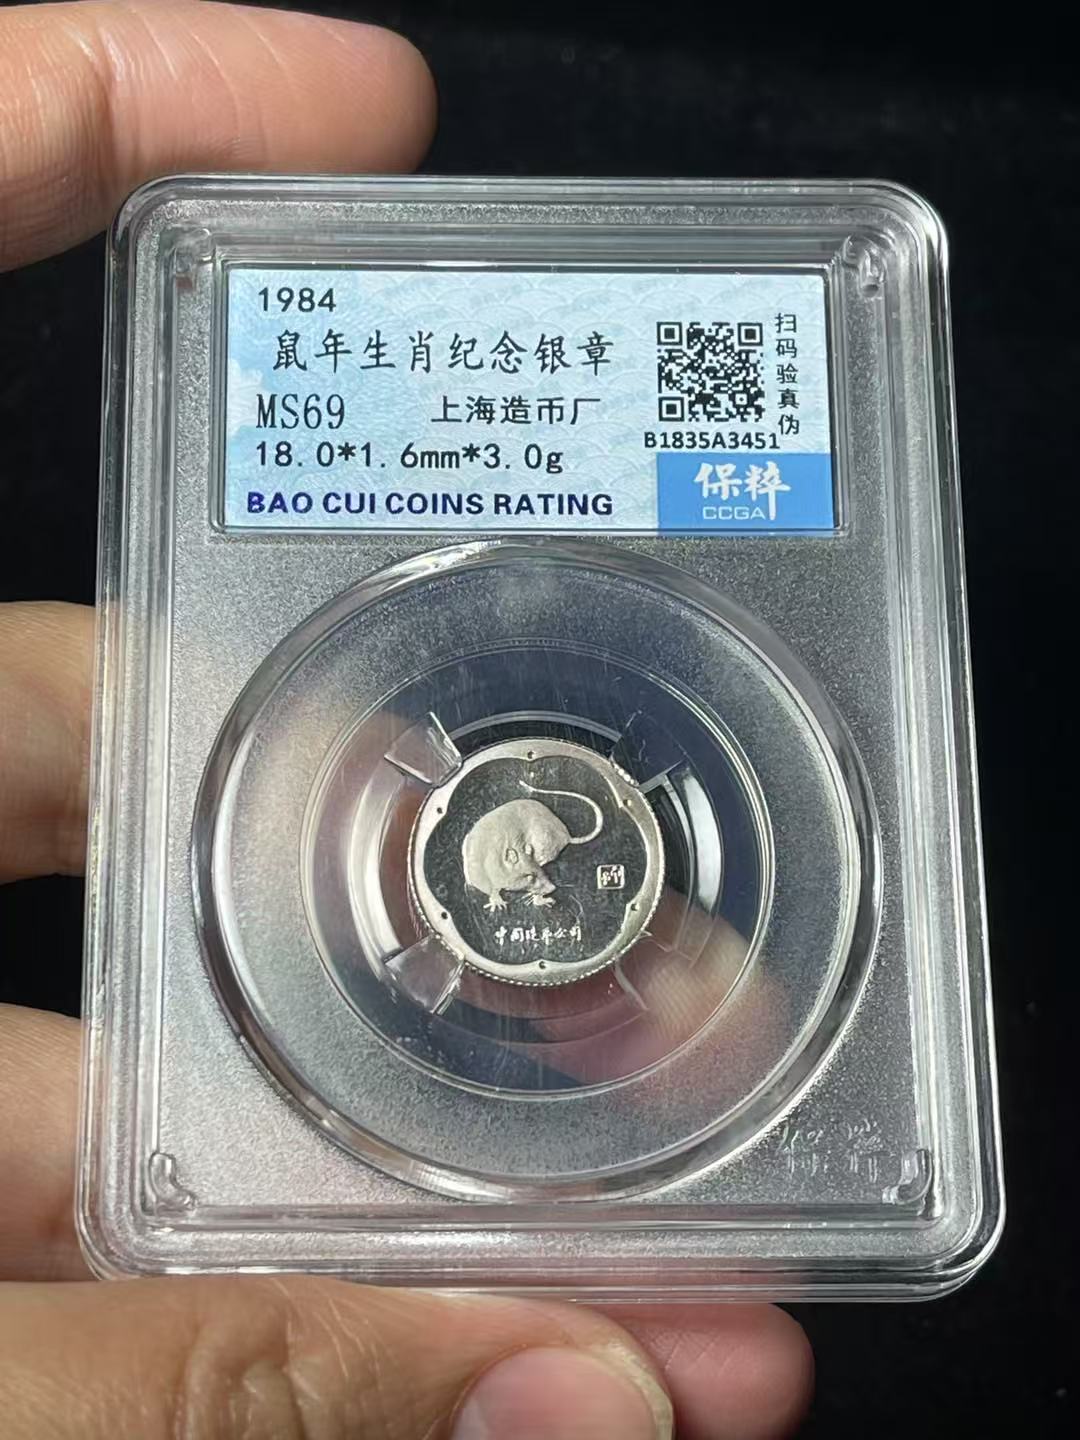 1984
鼠年生肖纪念银章
MS69 上海造币厂
18.0*1.6mm*3.0g
BAO CUI COINS RATING
扫码验真伪
B1835A3451
保粹
CCGA
中国造币公司
保粹